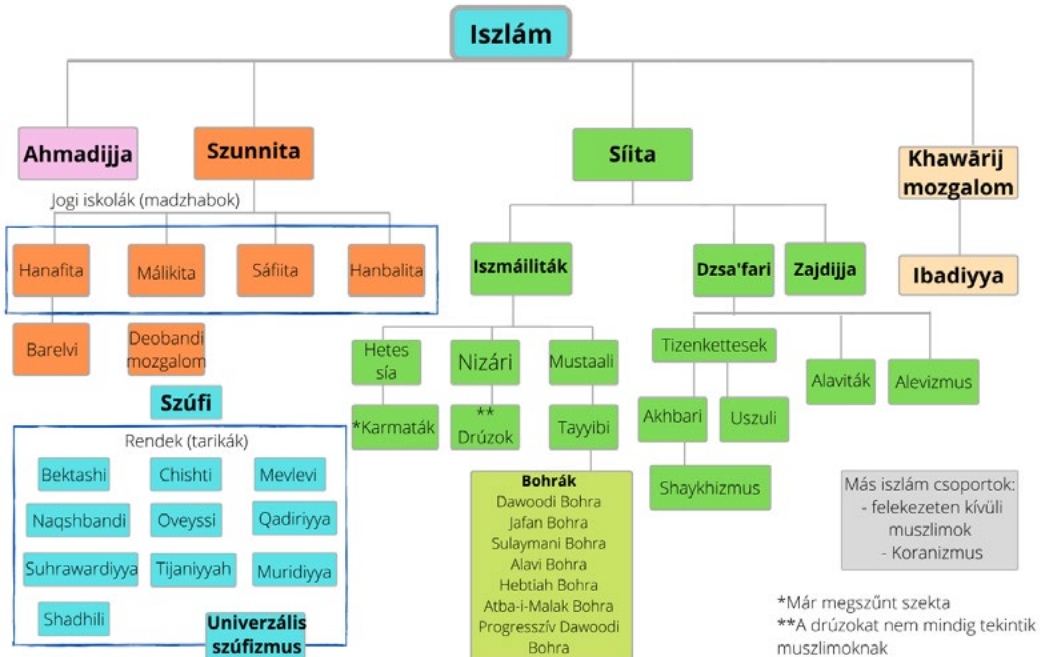 Iszlám
Ahmadijja
Szunnita
Síita
Khawārij
mozgalom
Jogi iskolák (madzhabok)
Hanafita
Málikita
Sáfiita
Hanbalita
Iszmáiliták
Dzsa'fari
Zajdijja
Ibadiyya
Barelvi
Deobandi
mozgalom
Hetes
sía
Nizári
Mustaali
Tizenkettesek
Alaviták
Alevizmus
Szúfi
*Karmaták
**
Drúzok
Tayyibi
Akhbari
Uszuli
Rendek (tarikák)
Bektashi
Chishti
Mevlevi
Naqshbandi
Oveyssi
Qadiriyya
Suhrawardiyya
Tijaniyyah
Muridiyya
Shadhili
Univerzális
szúfizmus
Bohrák
Dawoodi Bohra
Jafan Bohra
Sulaymani Bohra
Alavi Bohra
Hebtiah Bohra
Atba-i-Malak Bohra
Progresszív Dawoodi
Bohra
Shaykhizmus
Más iszlám csoportok:
- felekezeten kívüli
muszlimok
- Koranizmus
*Már megszűnt szekta
**A drúzokat nem mindig tekintik
muszlimoknak